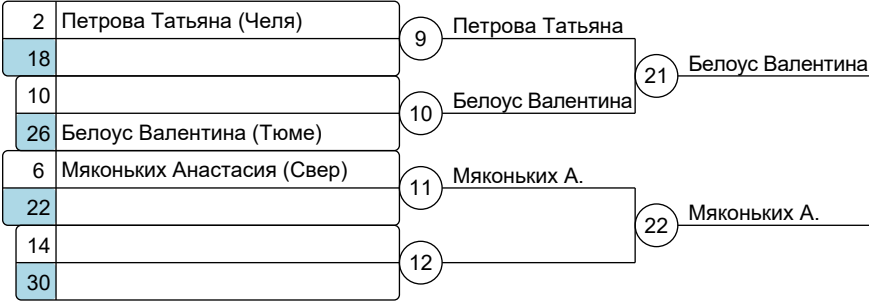 2 Петрова Татьяна (Челя)
9
Петрова Татьяна
18
21
Белоус Валентина
10
10
Белоус Валентина
26 Белоус Валентина (Тюме)
6 Мяконьких Анастасия (Свер)
11
Мяконьких А.
22
22
Мяконьких А.
14
12
30